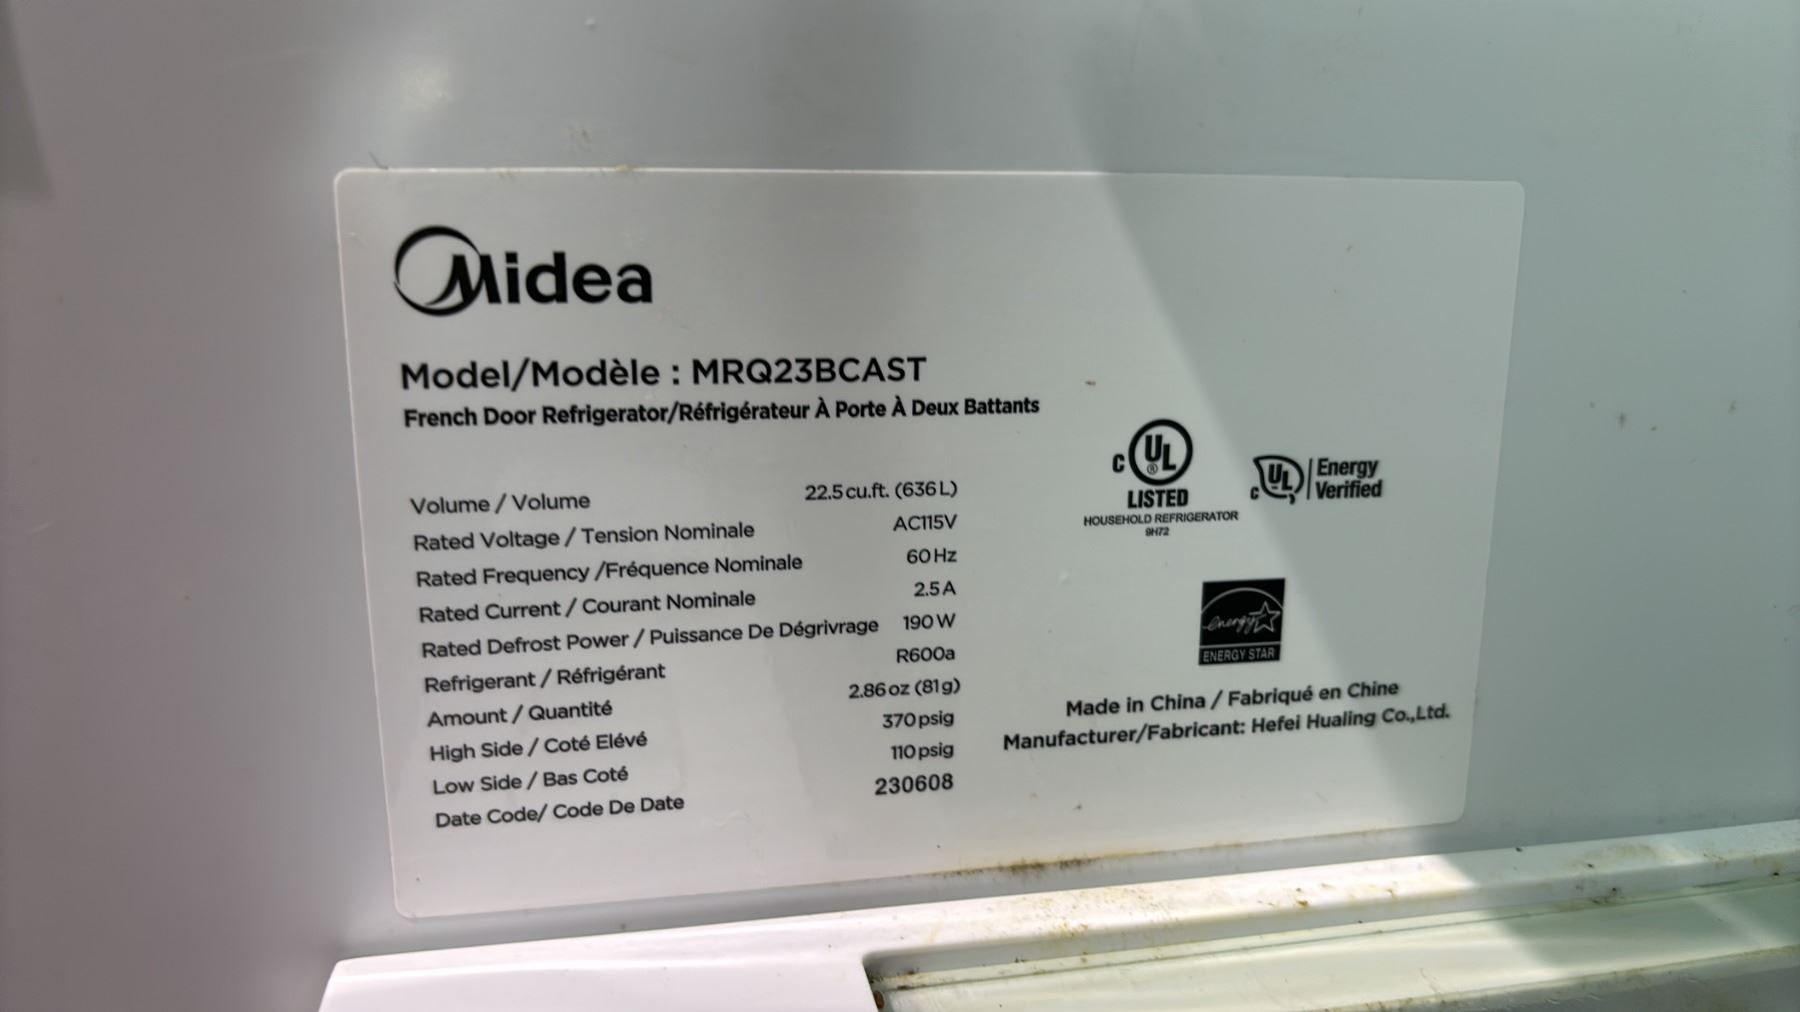 Midea
Model/Modèle : MRQ23BCAST
French Door Refrigerator/Réfrigérateur À Porte À Deux Battants
Volume / Volume 22.5 cu.ft. (636 L)
Rated Voltage / Tension Nominale AC115V
Rated Frequency /Fréquence Nominale 60 Hz
Rated Current / Courant Nominale 2.5 A
Rated Defrost Power / Puissance De Dégrivrage 190 W
Refrigerant / Réfrigérant R600a
Amount / Quantité 2.86 oz (81g)
High Side / Coté Elévé 370 psig
Low Side / Bas Coté 110 psig
Date Code/ Code De Date 230608
C UL ® LISTED
HOUSEHOLD REFRIGERATOR
9H72
C UL Energy Verified
energy
ENERGY STAR
Made in China / Fabriqué en Chine
Manufacturer/Fabricant: Hefei Hualing Co.,Ltd.